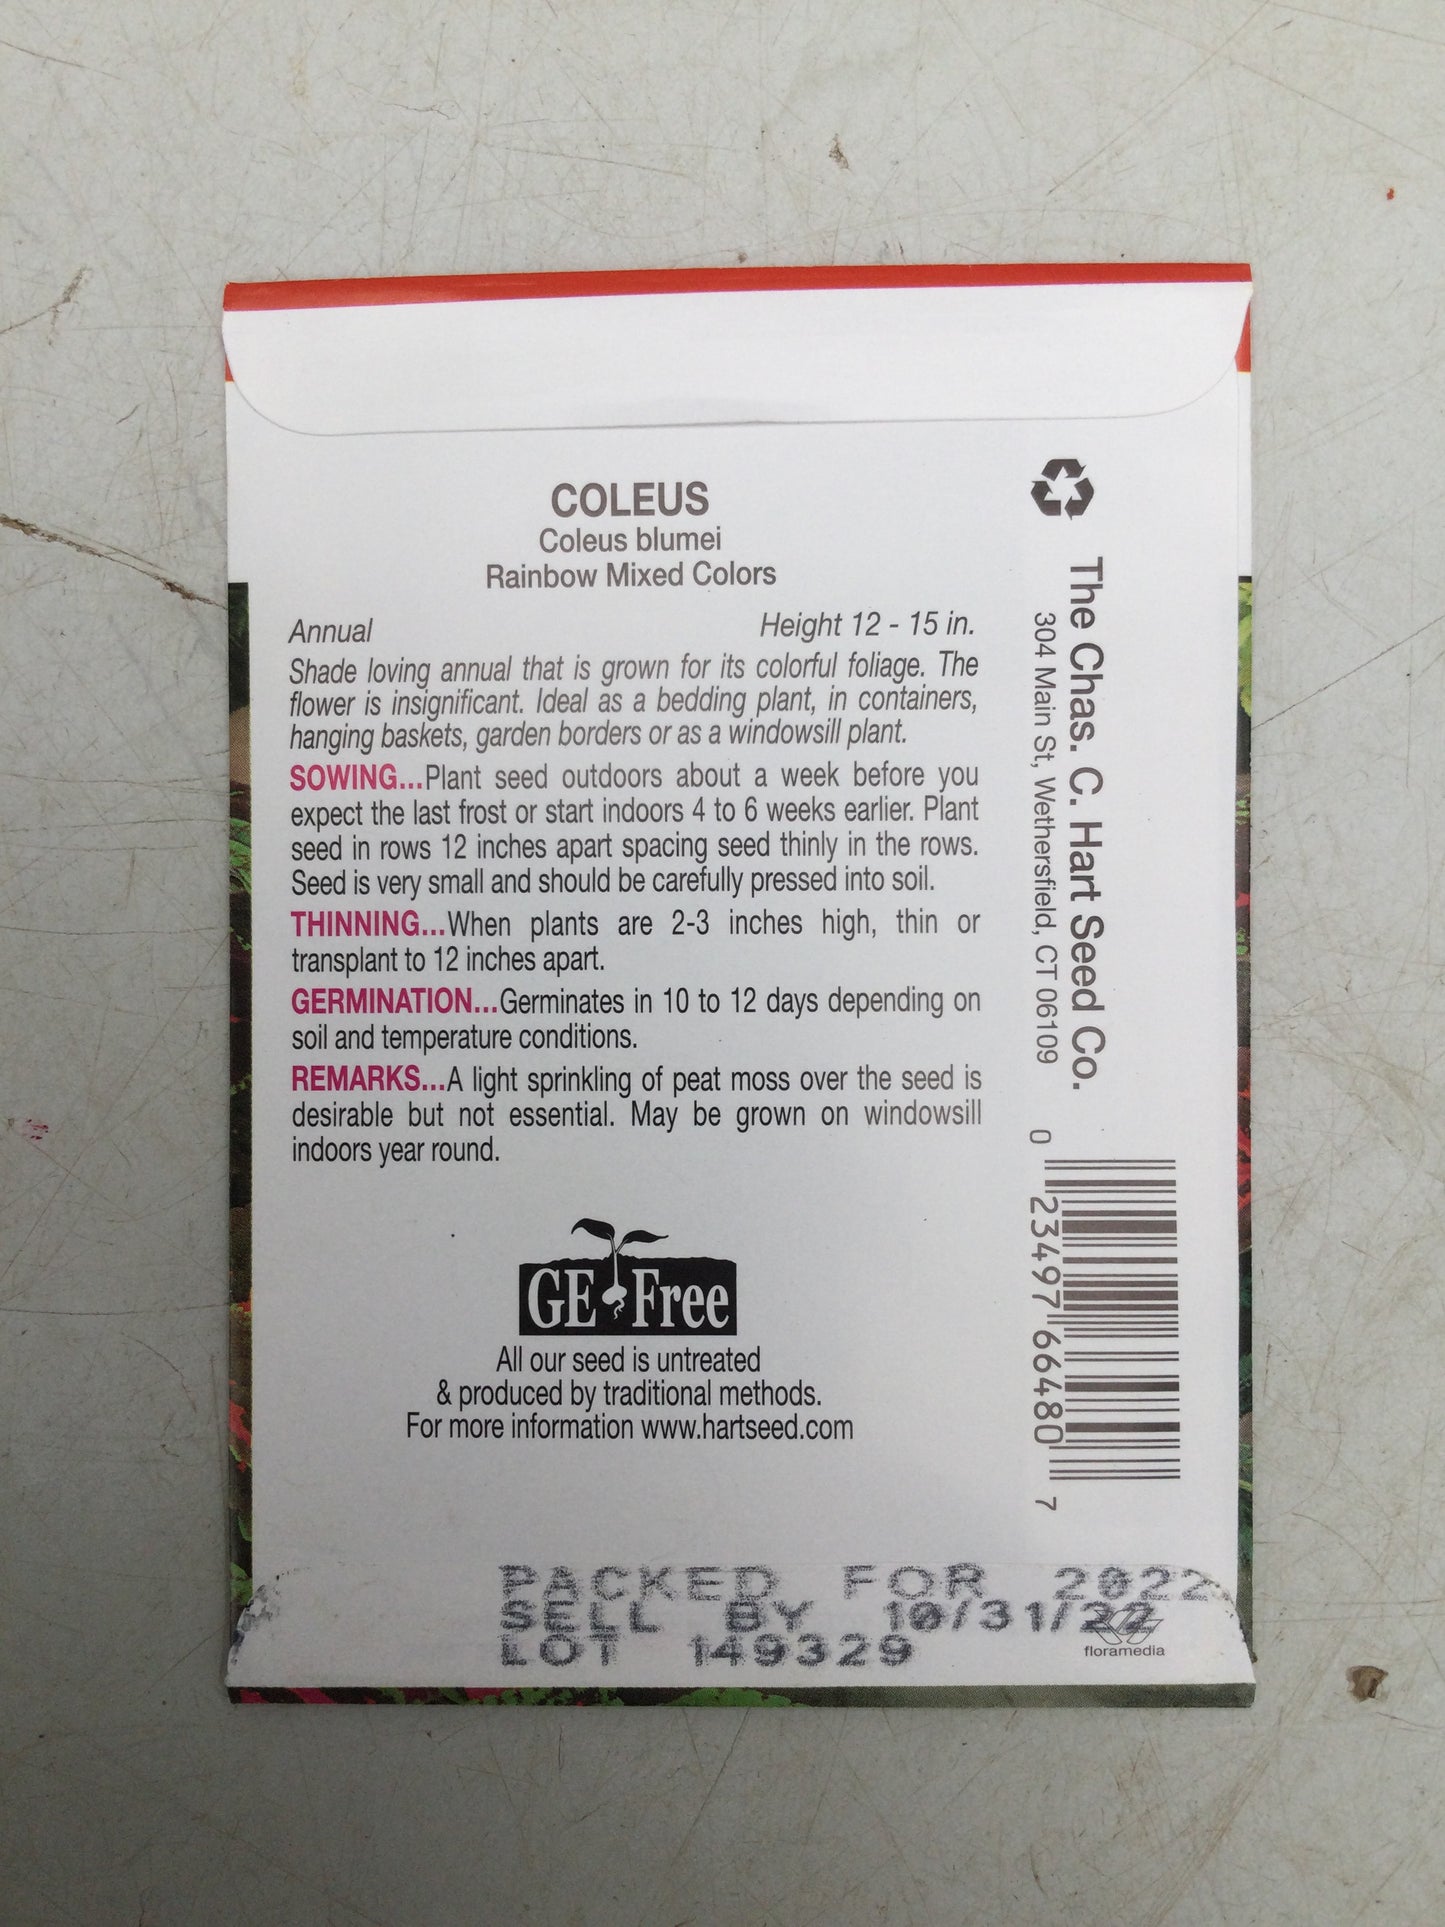 COLEUS
Coleus blumei
Rainbow Mixed Colors
Annual Height 12 - 15 in.
Shade loving annual that is grown for its colorful foliage. The
flower is insignificant. Ideal as a bedding plant, in containers,
hanging baskets, garden borders or as a windowsill plant.
SOWING...Plant seed outdoors about a week before you
expect the last frost or start indoors 4 to 6 weeks earlier. Plant
seed in rows 12 inches apart spacing seed thinly in the rows.
Seed is very small and should be carefully pressed into soil.
THINNING...When plants are 2-3 inches high, thin or
transplant to 12 inches apart.
GERMINATION...Germinates in 10 to 12 days depending on
soil and temperature conditions.
REMARKS...A light sprinkling of peat moss over the seed is
desirable but not essential. May be grown on windowsill
indoors year round.
GE Free
All our seed is untreated
& produced by traditional methods.
For more information www.hartseed.com
The Chas. C. Hart Seed Co.
304 Main St, Wethersfield, CT 06109
0 23497 66480 7
PACKED FOR 2022
SELL BY 10/31/22
LOT 149329
floramedia